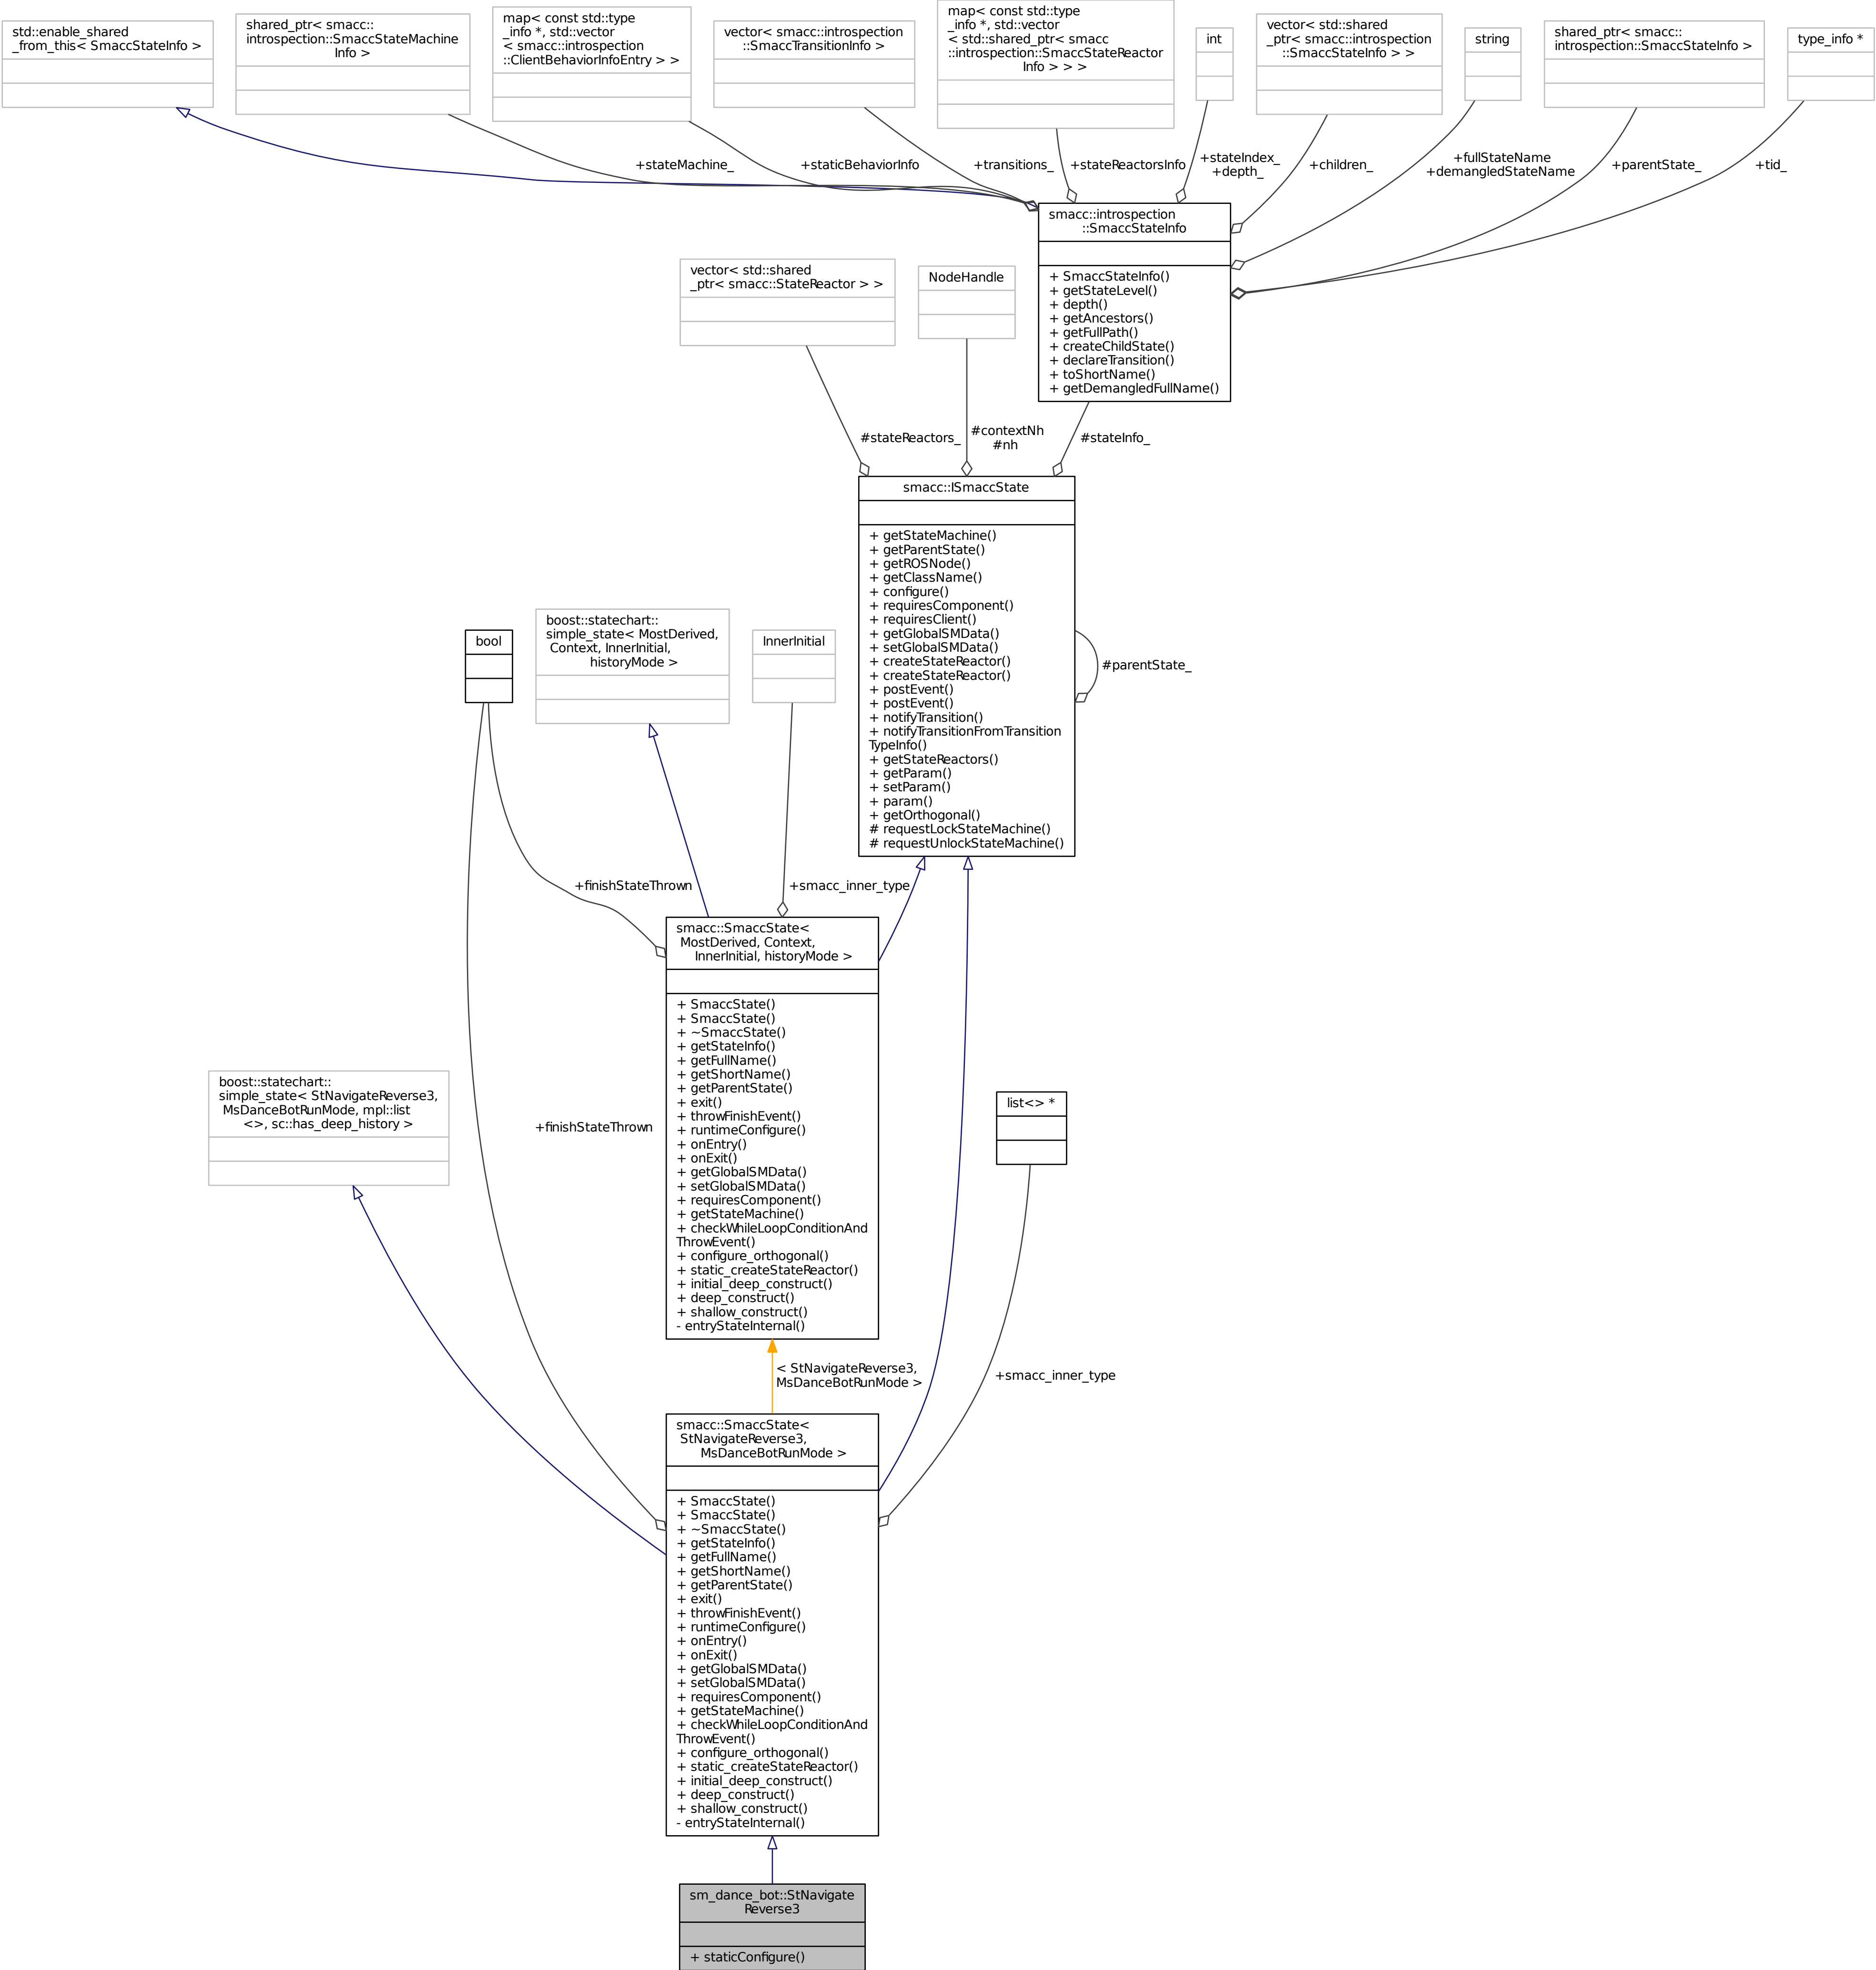 std::enable_shared
_from_this< SmaccStateInfo >
shared_ptr< smacc::
introspection::SmaccStateMachine
Info >
map< const std::type
_info *, std::vector
< smacc::introspection
::ClientBehaviorInfoEntry > >
vector< smacc::introspection
::SmaccTransitionInfo >
map< const std::type
_info *, std::vector
< std::shared_ptr< smacc
::introspection::SmaccStateReactor
Info > > >
int
vector< std::shared
_ptr< smacc::introspection
::SmaccStateInfo > >
string
shared_ptr< smacc::
introspection::SmaccStateInfo >
type_info *
+stateMachine_
+staticBehaviorInfo
+transitions_
+stateReactorsInfo
+stateIndex_
+depth_
+children_
+fullStateName
+demangledStateName
+parentState_
+tid_
smacc::introspection
::SmaccStateInfo
+ SmaccStateInfo()
+ getStateLevel()
+ depth()
+ getAncestors()
+ getFullPath()
+ createChildState()
+ declareTransition()
+ toShortName()
+ getDemangledFullName()
vector< std::shared
_ptr< smacc::StateReactor > >
NodeHandle
#stateReactors_
#contextNh
#nh
#stateInfo_
smacc::ISmaccState
+ getStateMachine()
+ getParentState()
+ getROSNode()
+ getClassName()
+ configure()
+ requiresComponent()
+ requiresClient()
+ getGlobalSMData()
+ setGlobalSMData()
+ createStateReactor()
+ createStateReactor()
+ postEvent()
+ postEvent()
+ notifyTransition()
+ notifyTransitionFromTransition
TypeInfo()
+ getStateReactors()
+ getParam()
+ setParam()
+ param()
+ getOrthogonal()
# requestLockStateMachine()
# requestUnlockStateMachine()
#parentState_
bool
boost::statechart::
simple_state< MostDerived,
Context, InnerInitial,
historyMode >
InnerInitial
+finishStateThrown
+smacc_inner_type
smacc::SmaccState<
MostDerived, Context,
InnerInitial, historyMode >
+ SmaccState()
+ SmaccState()
+ ~SmaccState()
+ getStateInfo()
+ getFullName()
+ getShortName()
+ getParentState()
+ exit()
+ throwFinishEvent()
+ runtimeConfigure()
+ onEntry()
+ onExit()
+ getGlobalSMData()
+ setGlobalSMData()
+ requiresComponent()
+ getStateMachine()
+ checkWhileLoopConditionAnd
ThrowEvent()
+ configure_orthogonal()
+ static_createStateReactor()
+ initial_deep_construct()
+ deep_construct()
+ shallow_construct()
- entryStateInternal()
boost::statechart::
simple_state< StNavigateReverse3,
MsDanceBotRunMode, mpl::list
<>, sc::has_deep_history >
+finishStateThrown
list<> *
< StNavigateReverse3,
MsDanceBotRunMode >
+smacc_inner_type
smacc::SmaccState<
StNavigateReverse3,
MsDanceBotRunMode >
+ SmaccState()
+ SmaccState()
+ ~SmaccState()
+ getStateInfo()
+ getFullName()
+ getShortName()
+ getParentState()
+ exit()
+ throwFinishEvent()
+ runtimeConfigure()
+ onEntry()
+ onExit()
+ getGlobalSMData()
+ setGlobalSMData()
+ requiresComponent()
+ getStateMachine()
+ checkWhileLoopConditionAnd
ThrowEvent()
+ configure_orthogonal()
+ static_createStateReactor()
+ initial_deep_construct()
+ deep_construct()
+ shallow_construct()
- entryStateInternal()
sm_dance_bot::StNavigate
Reverse3
+ staticConfigure()